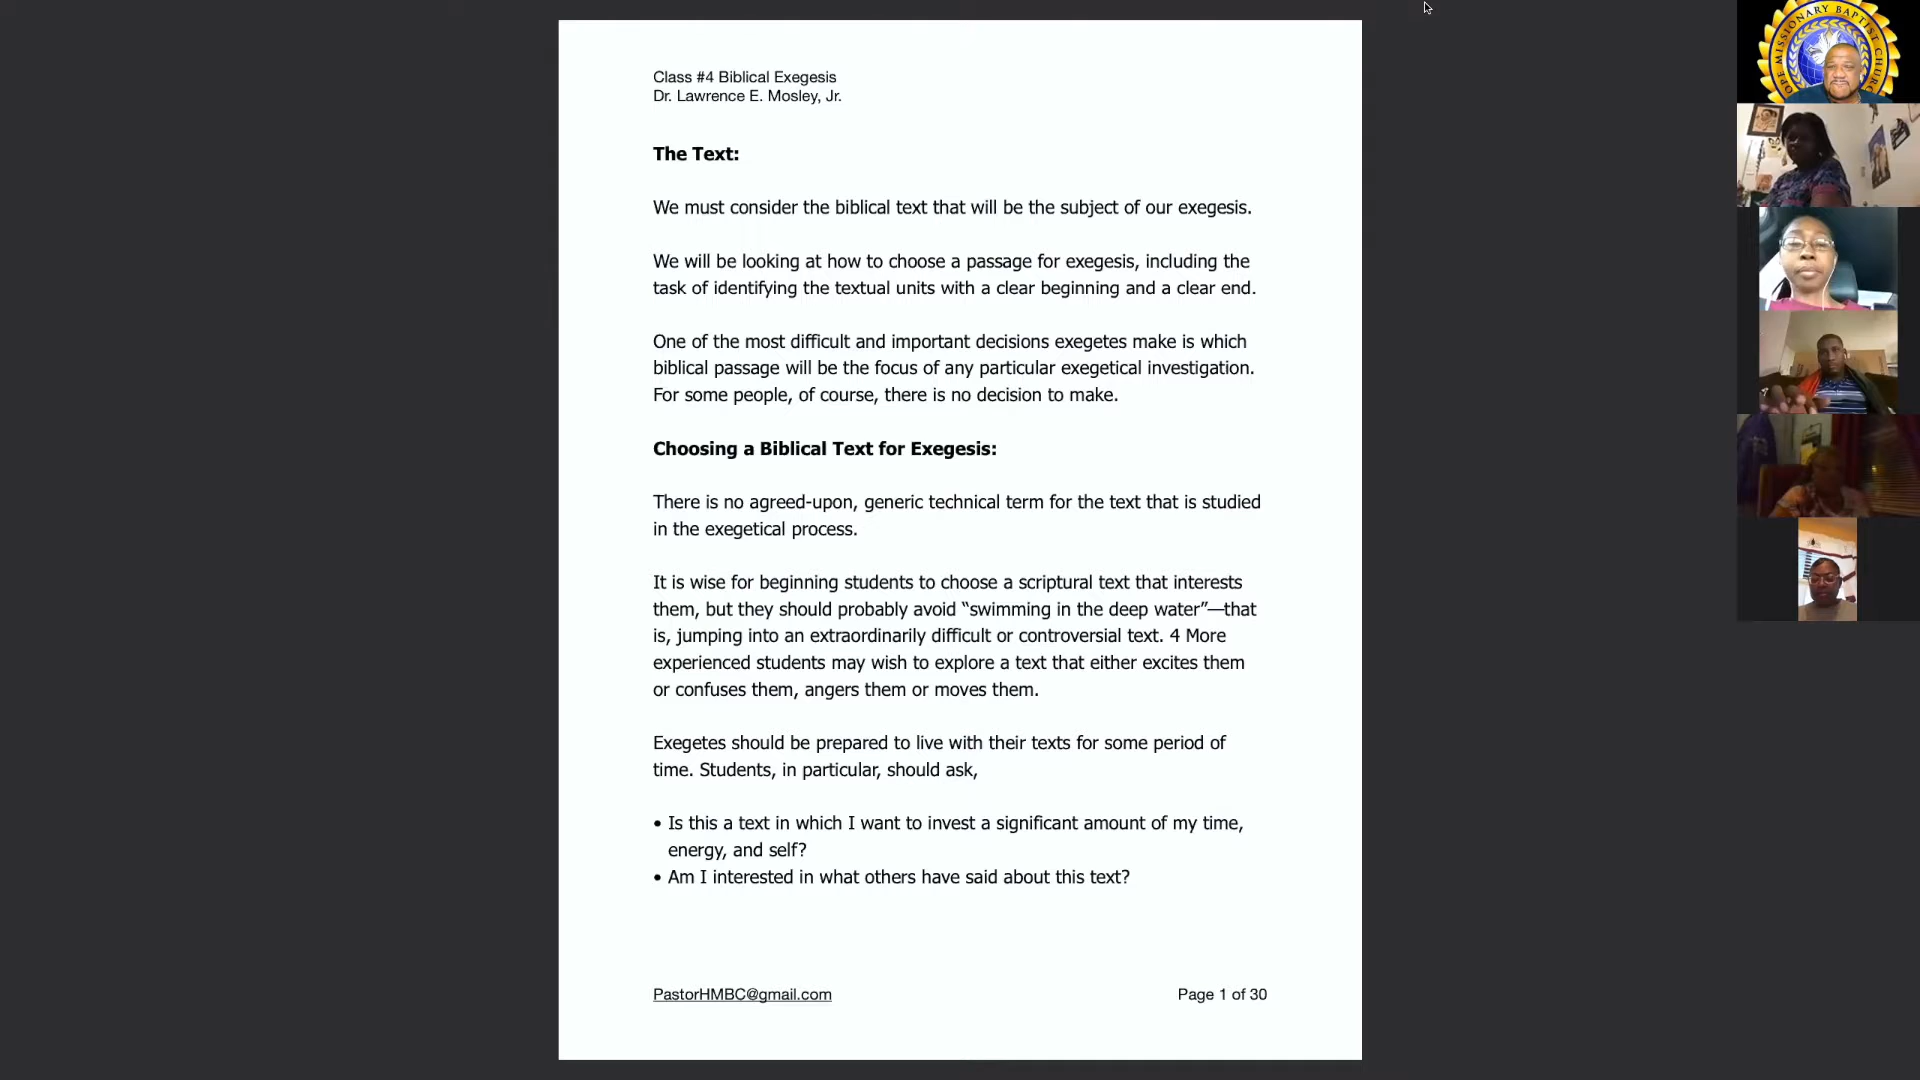 Class #4 Biblical Exegesis
Dr. Lawrence E. Mosley, Jr.
The Text:
We must consider the biblical text that will be the subject of our exegesis.
We will be looking at how to choose a passage for exegesis, including the
task of identifying the textual units with a clear beginning and a clear end.
One of the most difficult and important decisions exegetes make is which
biblical passage will be the focus of any particular exegetical investigation.
For some people, of course, there is no decision to make.
Choosing a Biblical Text for Exegesis:
There is no agreed-upon, generic technical term for the text that is studied
in the exegetical process.
It is wise for beginning students to choose a scriptural text that interests
them, but they should probably avoid “swimming in the deep water”—that
is, jumping into an extraordinarily difficult or controversial text. 4 More
experienced students may wish to explore a text that either excites them
or confuses them, angers them or moves them.
Exegetes should be prepared to live with their texts for some period of
time. Students, in particular, should ask,
• Is this a text in which I want to invest a significant amount of my time,
energy, and self?
• Am I interested in what others have said about this text?
PastorHMBC@gmail.com
Page 1 of 30
OPE MISSIONARY BAPTIST CHURC